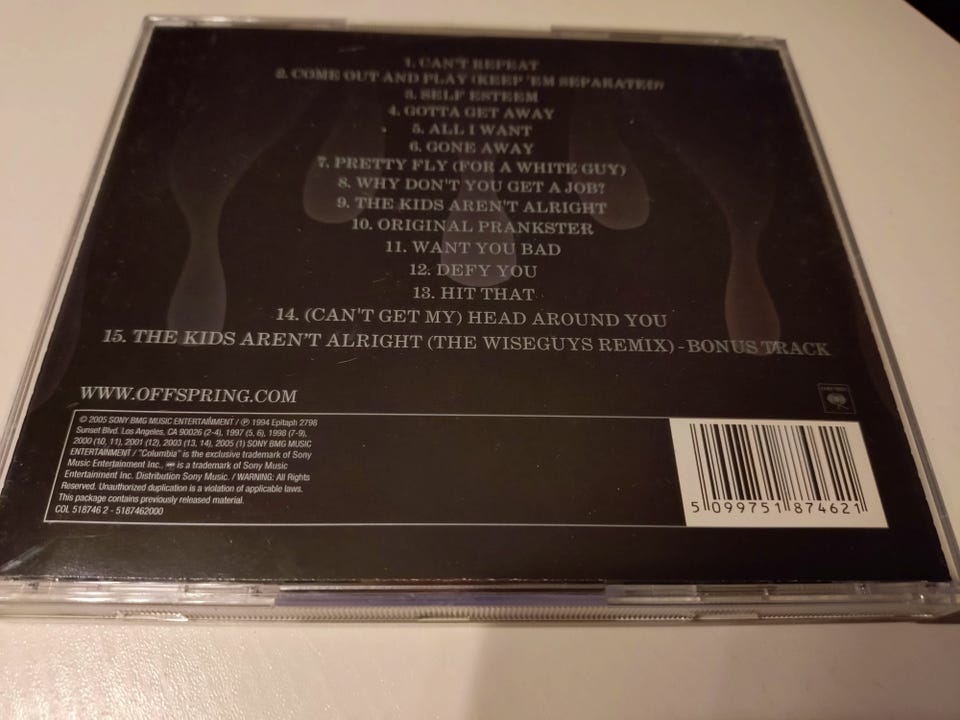 1. CAN'T REPEAT
2. COME OUT AND PLAY (KEEP 'EM SEPARATED)
3. SELF ESTEEM
4. GOTTA GET AWAY
5. ALL I WANT
6. GONE AWAY
7. PRETTY FLY (FOR A WHITE GUY)
8. WHY DON'T YOU GET A JOB?
9. THE KIDS AREN'T ALRIGHT
10. ORIGINAL PRANKSTER
11. WANT YOU BAD
12. DEFY YOU
13. HIT THAT
14. (CAN'T GET MY) HEAD AROUND YOU
15. THE KIDS AREN'T ALRIGHT (THE WISEGUYS REMIX) - BONUS TRACK
WWW.OFFSPRING.COM
© 2005 SONY BMG MUSIC ENTERTAINMENT / ℗ 1994 Epitaph 2798
Sunset Blvd. Los Angeles, CA 90026 (2-4), 1997 (5, 6), 1998 (7-9),
2000 (10, 11), 2001 (12), 2003 (13, 14), 2005 (1) SONY BMG MUSIC
ENTERTAINMENT / "Columbia" is the exclusive trademark of Sony
Music Entertainment Inc., is a trademark of Sony Music
Entertainment Inc. Distribution Sony Music. / WARNING: All Rights
Reserved. Unauthorized duplication is a violation of applicable laws.
This package contains previously released material.
COL 518746 2 - 5187462000
5 099751 874621